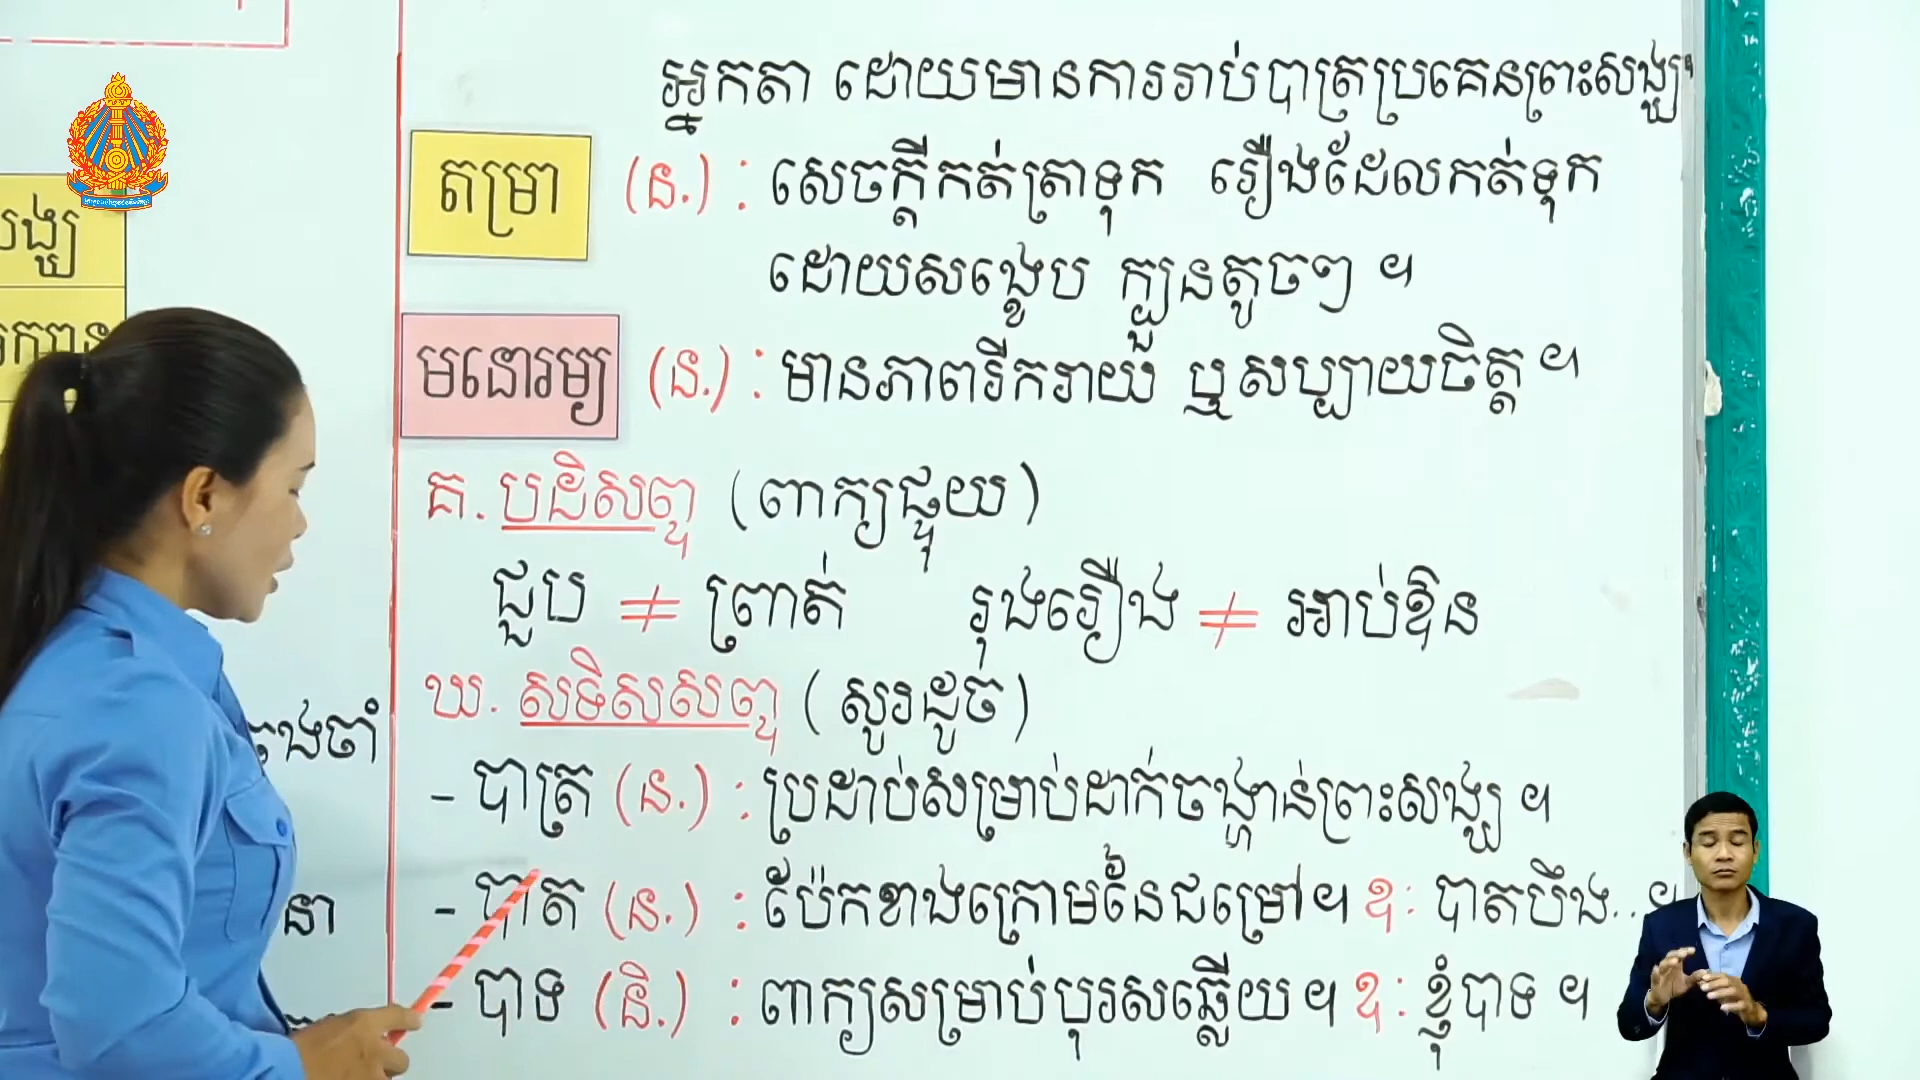 អ្នកតា ដោយមានការរាប់បាត្រប្រគេនព្រះសង្ឃ។
តម្រា (ន.) : សេចក្ដីកត់ត្រាទុក រឿងដែលកត់ទុក
ដោយសង្ខេប ក្បួនតូចៗ ។
មនោរម្យ (ន.) : មានភាពរីករាយ ឬសប្បាយចិត្ត ។
គ. បដិសព្ទ (ពាក្យផ្ទុយ)
ជួប ≠ ព្រាត់ រុងរឿង ≠ អាប់ឱន
ឃ. សទិសសព្ទ (សូរដូច)
- បាត្រ (ន.) : ប្រដាប់សម្រាប់ដាក់ចង្ហាន់ព្រះសង្ឃ ។
- បាត (ន.) : ប៉ែកខាងក្រោមនៃជម្រៅ។ ឧ: បាតបឹង..។
- បាទ (និ.) : ពាក្យសម្រាប់បុរសឆ្លើយ។ ឧ: ខ្ញុំបាទ ។
ងចាំ
នា